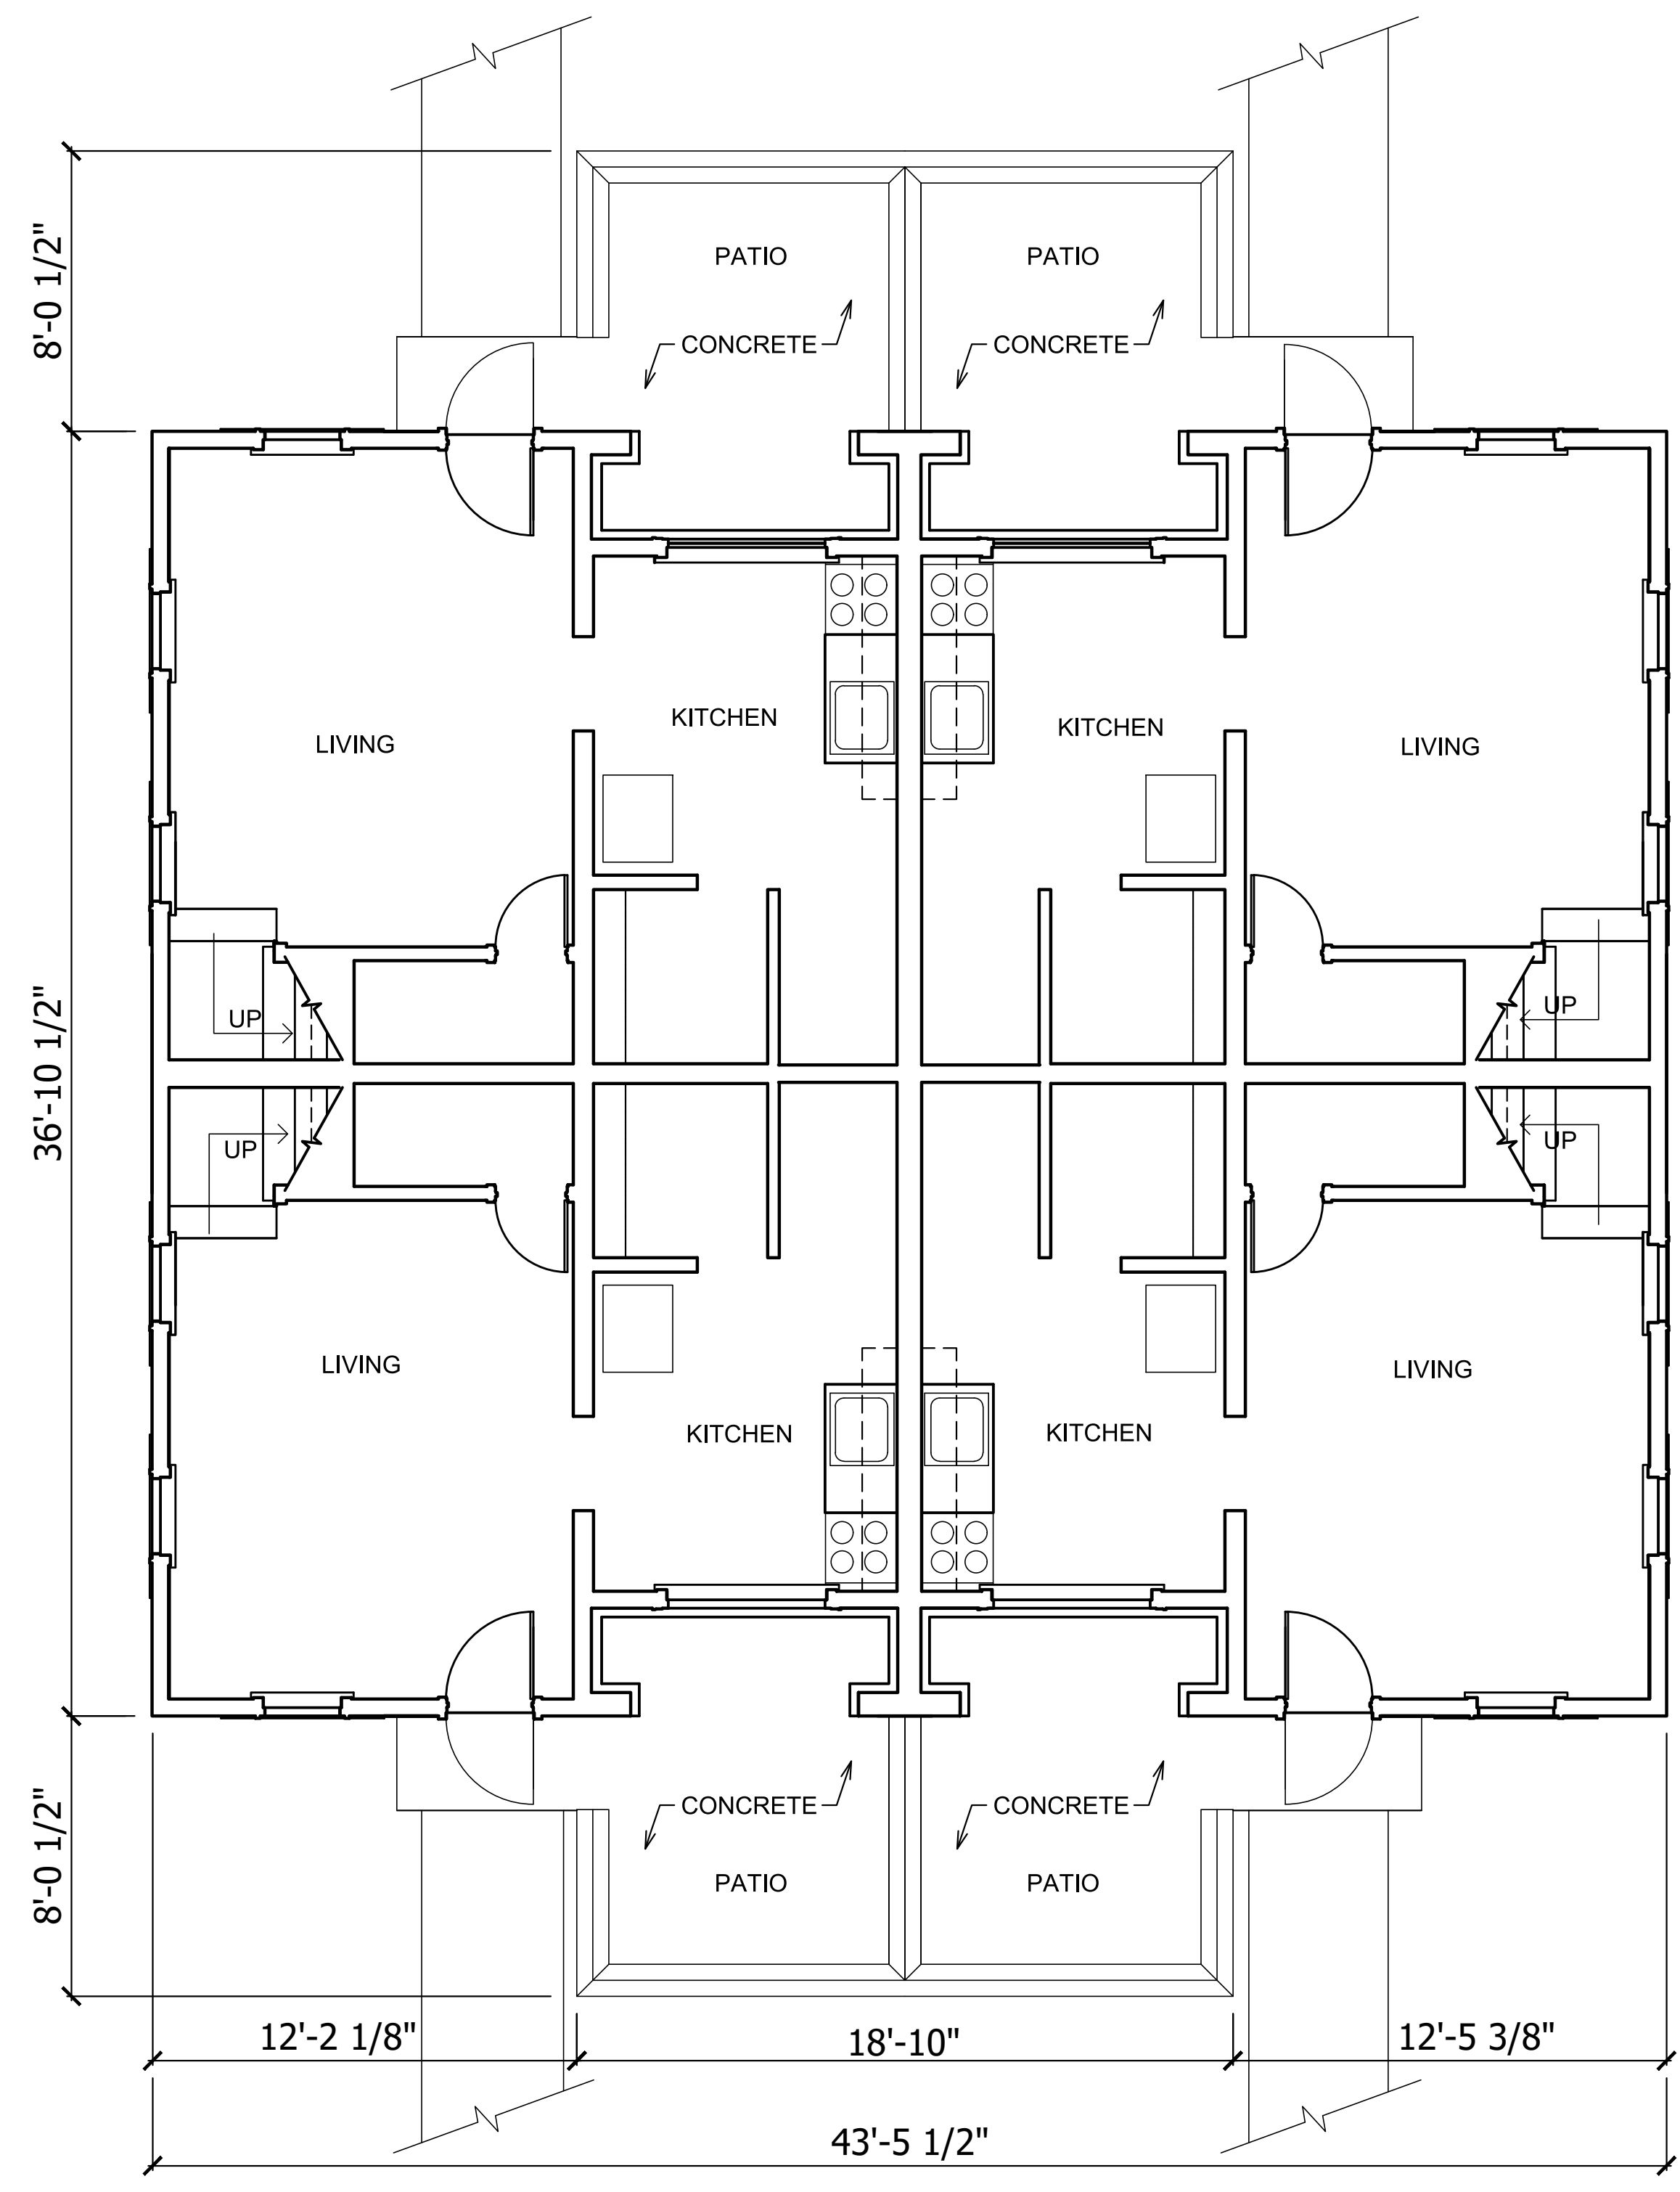 PATIO
PATIO
8'-0 1/2"
CONCRETE
CONCRETE
KITCHEN
KITCHEN
LIVING
LIVING
UP
UP
36'-10 1/2"
UP
UP
LIVING
LIVING
KITCHEN
KITCHEN
CONCRETE
CONCRETE
8'-0 1/2"
PATIO
PATIO
12'-2 1/8"
18'-10"
12'-5 3/8"
43'-5 1/2"